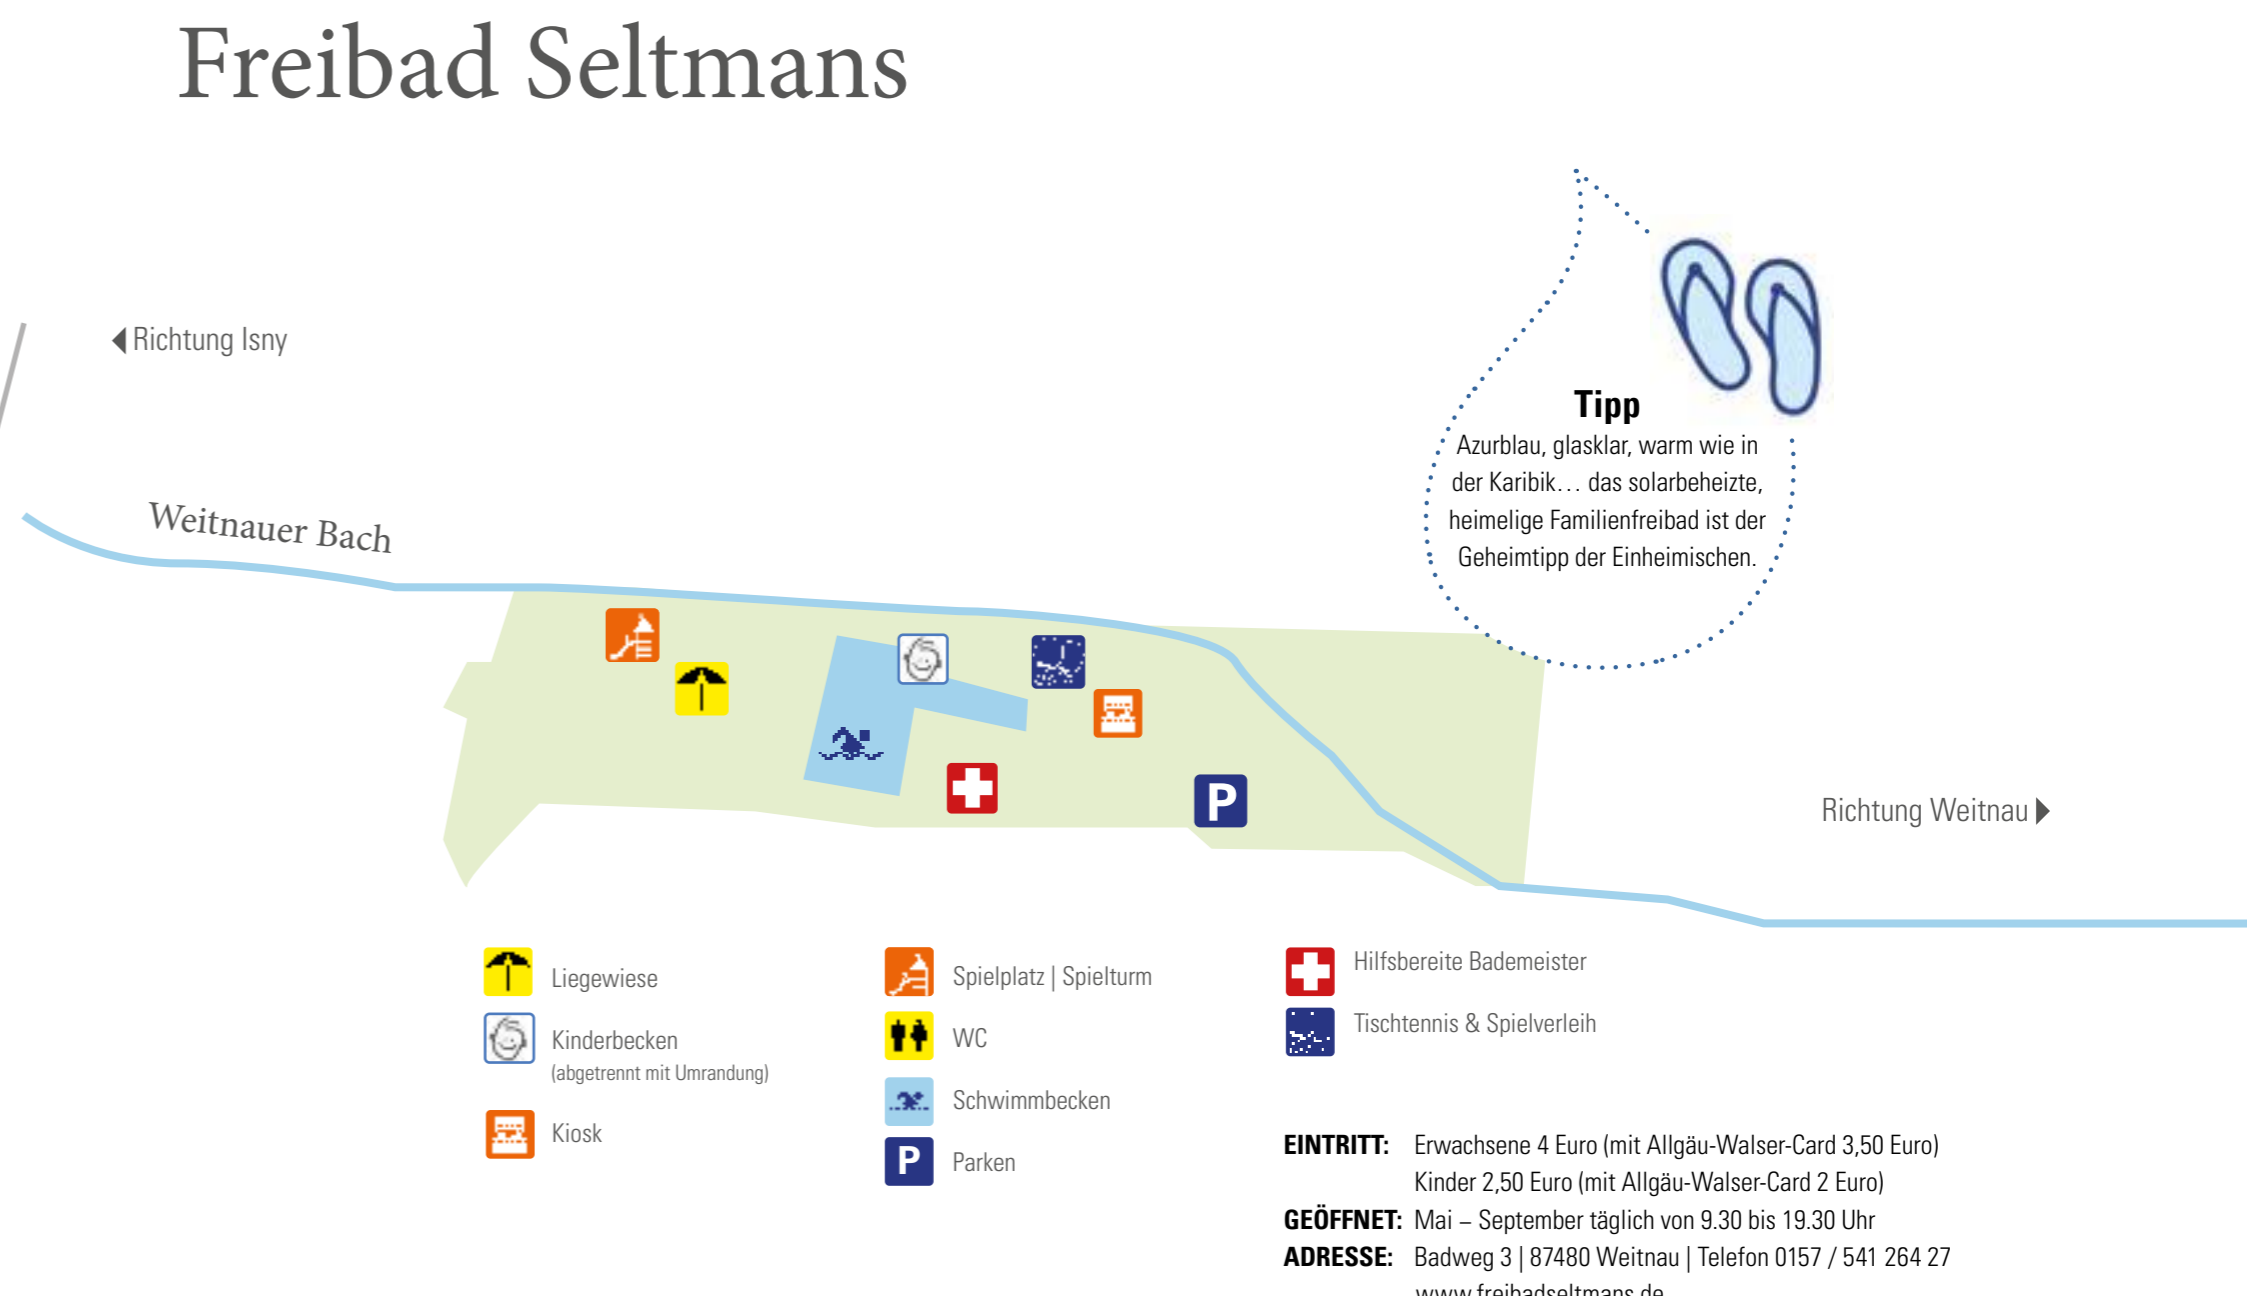 Freibad Seltmans
Richtung Isny
Weitnauer Bach
Tipp
Azurblau, glasklar, warm wie in
der Karibik… das solarbeheizte,
heimelige Familienfreibad ist der
Geheimtipp der Einheimischen.
P
Richtung Weitnau
Liegewiese
Kinderbecken
(abgetrennt mit Umrandung)
Kiosk
Spielplatz | Spielturm
WC
Schwimmbecken
P Parken
Hilfsbereite Bademeister
Tischtennis & Spielverleih
EINTRITT: Erwachsene 4 Euro (mit Allgäu-Walser-Card 3,50 Euro)
Kinder 2,50 Euro (mit Allgäu-Walser-Card 2 Euro)
GEÖFFNET: Mai – September täglich von 9.30 bis 19.30 Uhr
ADRESSE: Badweg 3 | 87480 Weitnau | Telefon 0157 / 541 264 27
www.freibadseltmans.de